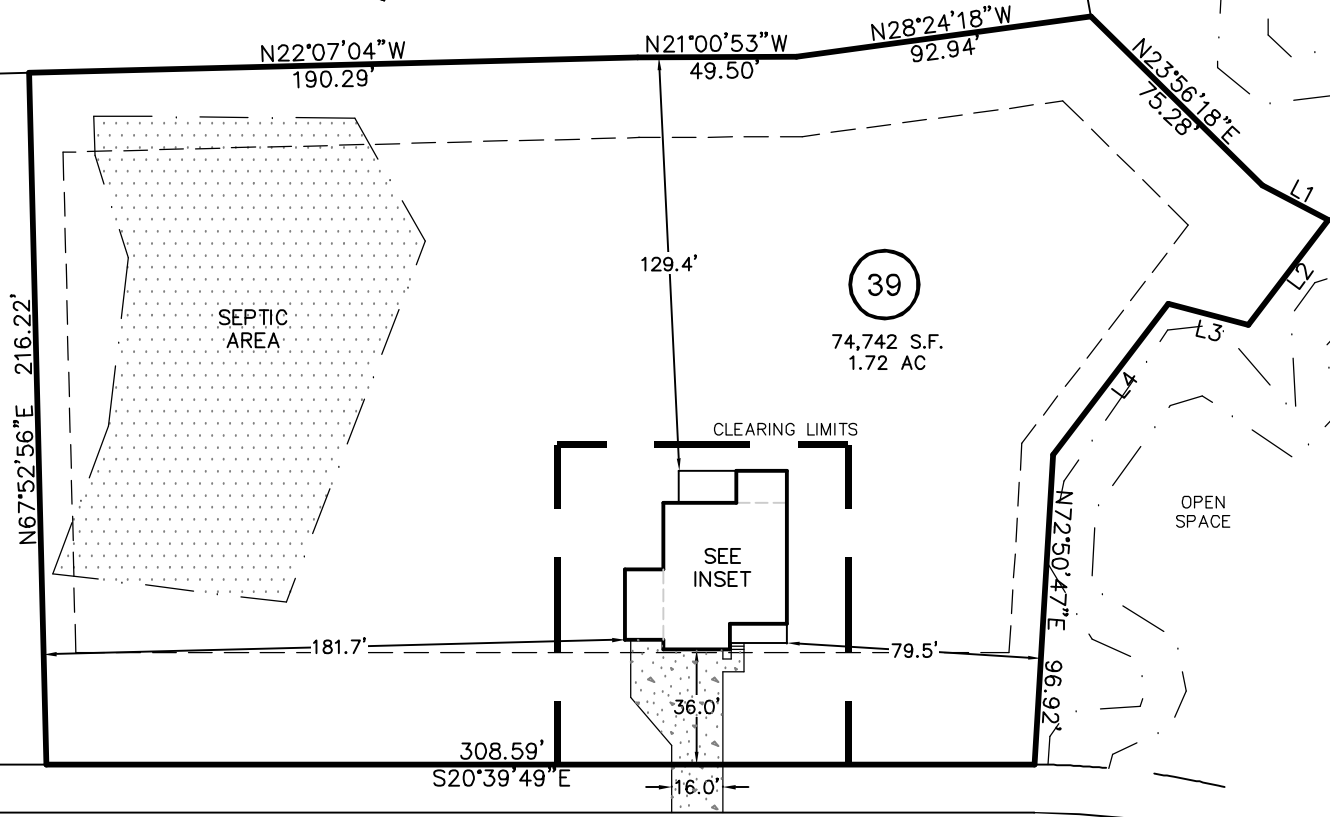 N22°07'04"W
190.29'
N21°00'53"W
49.50'
N28°24'18"W
92.94'
N23°56'18"E
75.28'
L1
L2
L3
L4
129.4'
39
74,742 S.F.
1.72 AC
SEPTIC
AREA
N67°52'56"E 216.22'
CLEARING LIMITS
OPEN
SPACE
SEE
INSET
N72°50'47"E 96.92'
181.7'
79.5'
36.0'
308.59'
S20°39'49"E
16.0'